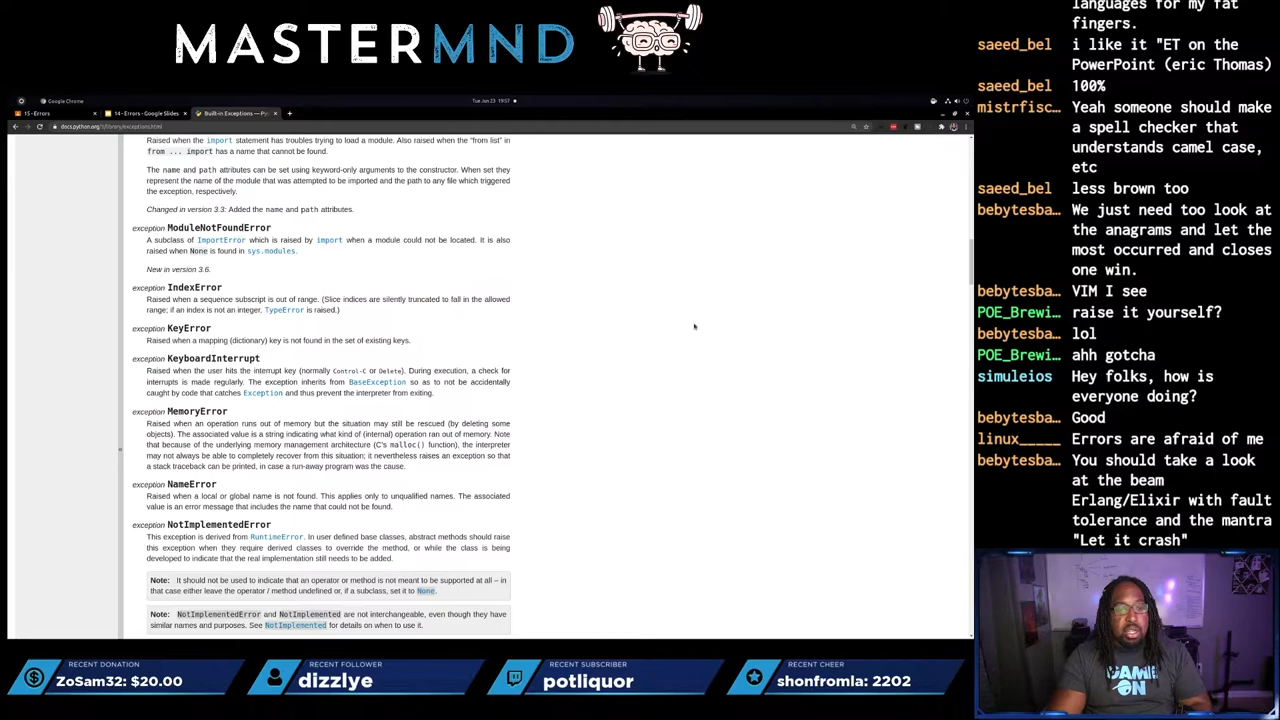 MASTERMND
Google Chrome
Tue Jun 23 19:57
15 - Errors
14 - Errors - Google Slides
Built-in Exceptions — Py
docs.python.org/3/library/exceptions.html
Raised when the import statement has troubles trying to load a module. Also raised when the "from list" in
from ... import has a name that cannot be found.
The name and path attributes can be set using keyword-only arguments to the constructor. When set they
represent the name of the module that was attempted to be imported and the path to any file which triggered
the exception, respectively.
Changed in version 3.3: Added the name and path attributes.
exception ModuleNotFoundError
A subclass of ImportError which is raised by import when a module could not be located. It is also
raised when None is found in sys.modules.
New in version 3.6.
exception IndexError
Raised when a sequence subscript is out of range. (Slice indices are silently truncated to fall in the allowed
range; if an index is not an integer, TypeError is raised.)
exception KeyError
Raised when a mapping (dictionary) key is not found in the set of existing keys.
exception KeyboardInterrupt
Raised when the user hits the interrupt key (normally Control-C or Delete). During execution, a check for
interrupts is made regularly. The exception inherits from BaseException so as to not be accidentally
caught by code that catches Exception and thus prevent the interpreter from exiting.
exception MemoryError
Raised when an operation runs out of memory but the situation may still be rescued (by deleting some
objects). The associated value is a string indicating what kind of (internal) operation ran out of memory. Note
that because of the underlying memory management architecture (C's malloc() function), the interpreter
may not always be able to completely recover from this situation; it nevertheless raises an exception so that
a stack traceback can be printed, in case a run-away program was the cause.
exception NameError
Raised when a local or global name is not found. This applies only to unqualified names. The associated
value is an error message that includes the name that could not be found.
exception NotImplementedError
This exception is derived from RuntimeError. In user defined base classes, abstract methods should raise
this exception when they require derived classes to override the method, or while the class is being
developed to indicate that the real implementation still needs to be added.
Note: It should not be used to indicate that an operator or method is not meant to be supported at all – in
that case either leave the operator / method undefined or, if a subclass, set it to None.
Note: NotImplementedError and NotImplemented are not interchangeable, even though they have
similar names and purposes. See NotImplemented for details on when to use it.
languages for my fat
fingers.
saeed_bel i like it "ET on the
PowerPoint (eric Thomas)
saeed_bel 100%
mistrfisc… Yeah someone should make
a spell checker that
understands camel case,
etc
saeed_bel less brown too
bebytesba… We just need too look at
the anagrams and let the
most occurred and closes
one win.
bebytesba… VIM I see
POE_Brewi… raise it yourself?
bebytesba… lol
POE_Brewi… ahh gotcha
simuleios Hey folks, how is
everyone doing?
bebytesba… Good
linux_____ Errors are afraid of me
bebytesba… You should take a look
at the beam
Erlang/Elixir with fault
tolerance and the mantra
"Let it crash"
GAME
ON
RECENT DONATION
ZoSam32: $20.00
RECENT FOLLOWER
dizzlye
RECENT SUBSCRIBER
potliquor
RECENT CHEER
shonfromla: 2202